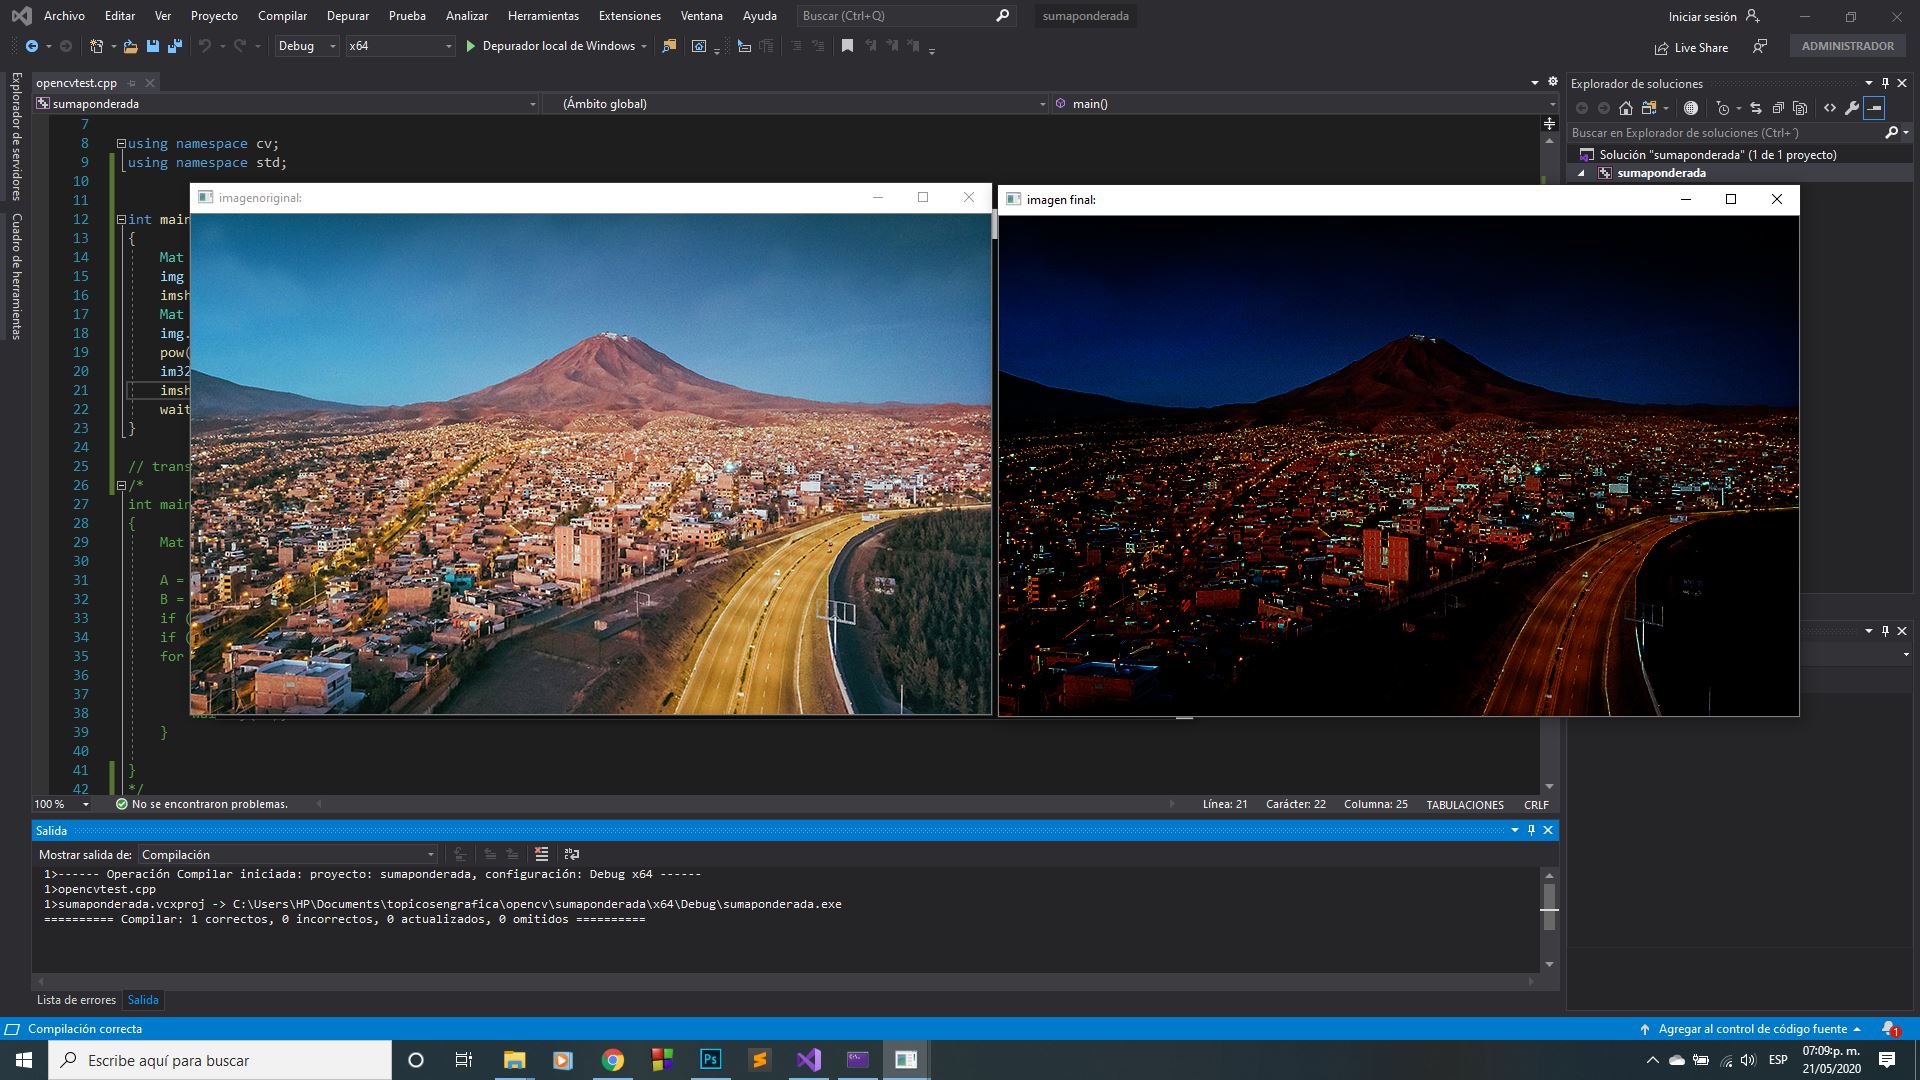 Archivo Editar Ver Proyecto Compilar Depurar Prueba Analizar Herramientas Extensiones Ventana Ayuda Buscar (Ctrl+Q) sumaponderada Iniciar sesión
Debug x64 Depurador local de Windows Live Share ADMINISTRADOR
Explorador de servidores
Cuadro de herramientas
opencvtest.cpp
sumaponderada (Ámbito global) main()
7
8 using namespace cv;
9 using namespace std;
10
11
12 int main
13 {
14 Mat
15 img
16 imsh
17 Mat
18 img.
19 pow(
20 im32
21 imsh
22 wait
23 }
24
25 // trans
26 /*
27 int main
28 {
29 Mat
30
31 A =
32 B =
33 if (
34 if (
35 for
36
37
38
39 }
40
41 }
42 */
imagenoriginal:
imagen final:
100 % No se encontraron problemas. Línea: 21 Carácter: 22 Columna: 25 TABULACIONES CRLF
Salida
Mostrar salida de: Compilación
1>------ Operación Compilar iniciada: proyecto: sumaponderada, configuración: Debug x64 ------
1>opencvtest.cpp
1>sumaponderada.vcxproj -> C:\Users\HP\Documents\topicosengrafica\opencv\sumaponderada\x64\Debug\sumaponderada.exe
========== Compilar: 1 correctos, 0 incorrectos, 0 actualizados, 0 omitidos ==========
Lista de errores Salida
Explorador de soluciones
Buscar en Explorador de soluciones (Ctrl+´)
Solución "sumaponderada" (1 de 1 proyecto)
sumaponderada
Compilación correcta Agregar al control de código fuente 1
Escribe aquí para buscar Ps ESP 07:09 p. m.
21/05/2020